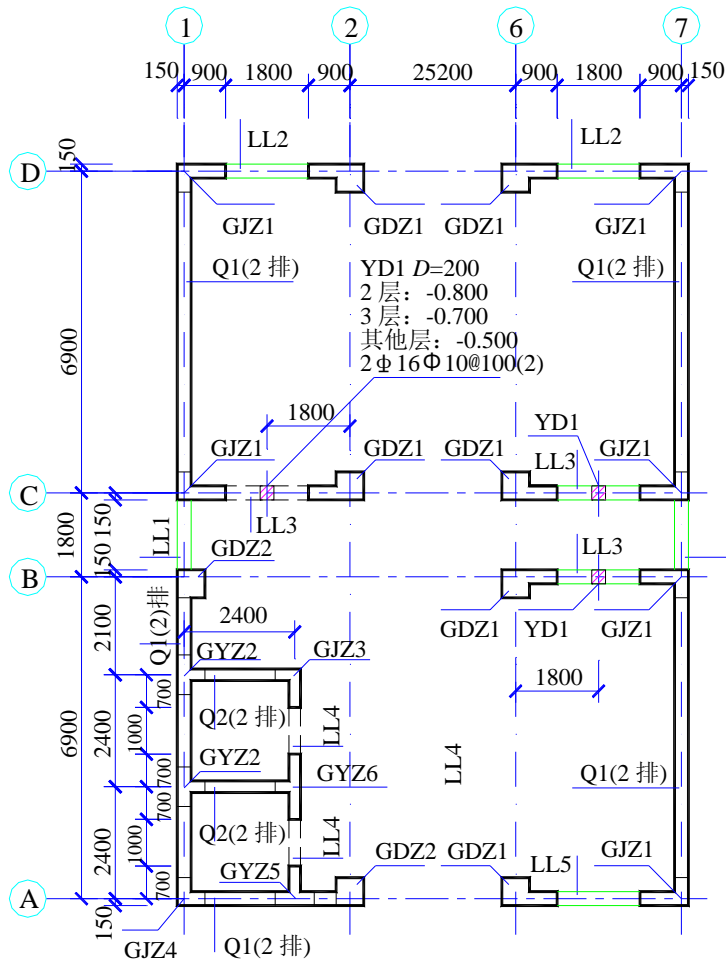 1 2 6 7
150 900 1800 900 25200 900 1800 900 150
LL2 LL2
150
D
GJZ1 GDZ1 GDZ1 GJZ1
Q1(2 排) Q1(2 排)
YD1 D=200
2 层：-0.800
3 层：-0.700
其他层：-0.500
2ϕ16Φ10@100(2)
6900
1800
YD1
GJZ1 GDZ1 GDZ1 GJZ1
LL3
C
LL3
150
1800
LL1
GDZ2
LL3
150
B
2400
GDZ1 YD1 GJZ1
Q1(2)排
2100
GYZ2 GJZ3
1800
700
Q2(2 排)
LL4
2400
1000
6900
LL4
GYZ2 GYZ6
Q1(2 排)
700
700
Q2(2 排)
LL4
1000
2400
GDZ2 GDZ1 LL5 GJZ1
GYZ5
700
A
150
GJZ4 Q1(2 排)